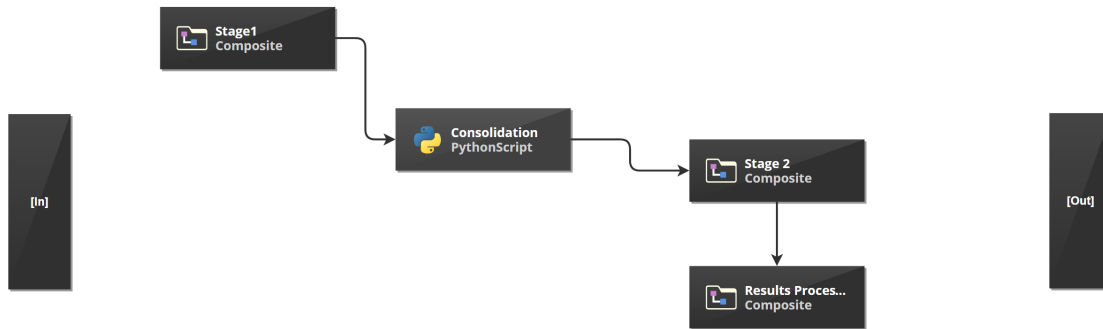 Stage1
Composite
Consolidation
PythonScript
[In]
Stage 2
Composite
[Out]
Results Proces...
Composite